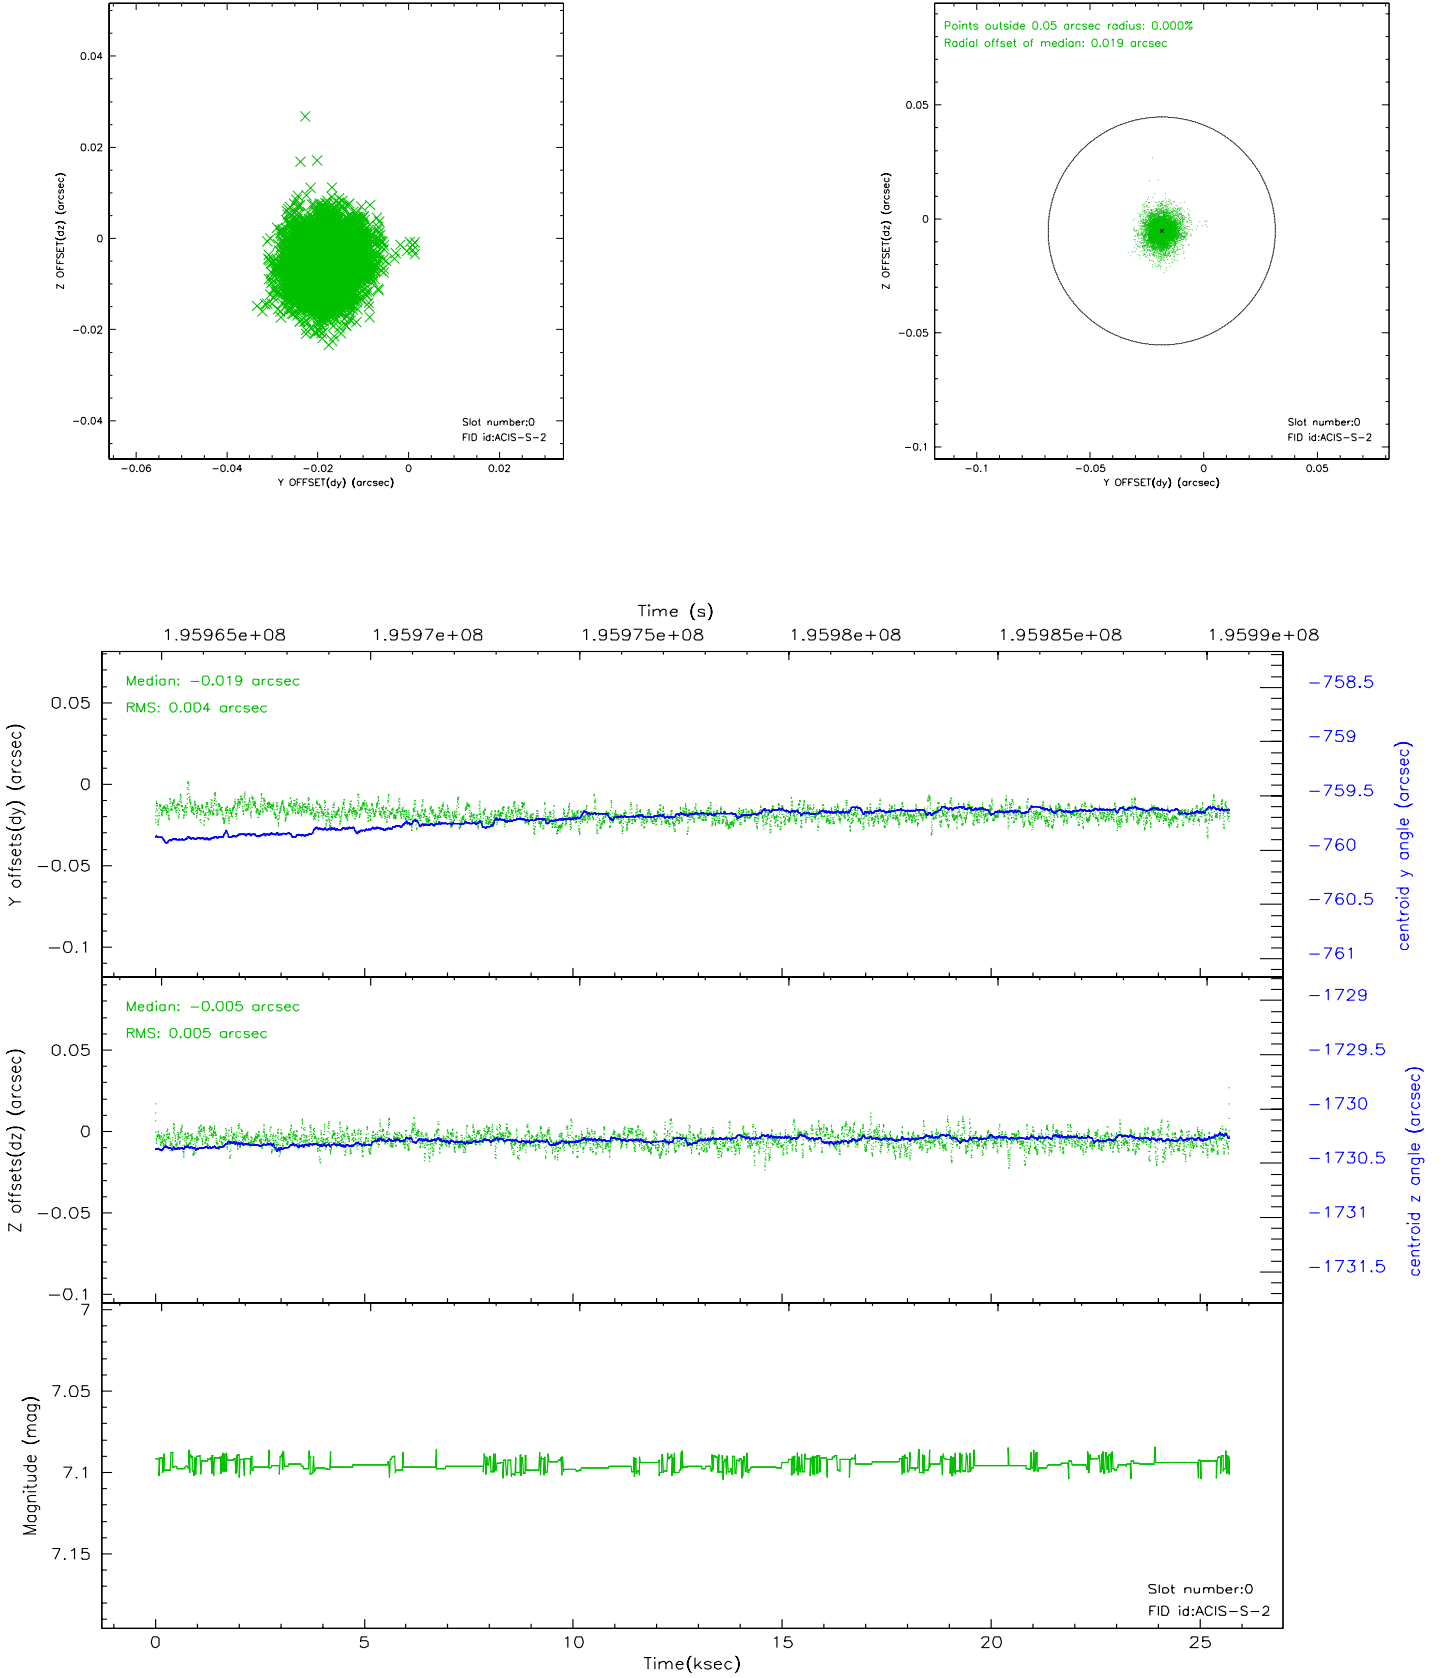 0.04
0.02
0
−0.02
−0.04
Z OFFSET(dz) (arcsec)
Slot number:0
FID id:ACIS−S−2
−0.06
−0.04
−0.02
0
0.02
Y OFFSET(dy) (arcsec)
Points outside 0.05 arcsec radius: 0.000%
Radial offset of median: 0.019 arcsec
0.05
0
−0.05
−0.1
Z OFFSET(dz) (arcsec)
Slot number:0
FID id:ACIS−S−2
−0.1
−0.05
0
0.05
Y OFFSET(dy) (arcsec)
Time (s)
1.95965e+08
1.9597e+08
1.95975e+08
1.9598e+08
1.95985e+08
1.9599e+08
Median: −0.019 arcsec
RMS: 0.004 arcsec
0.05
0
−0.05
−0.1
Y offsets(dy) (arcsec)
−758.5
−759
−759.5
−760
−760.5
−761
centroid y angle (arcsec)
Median: −0.005 arcsec
RMS: 0.005 arcsec
0.05
0
−0.05
−0.1
Z offsets(dz) (arcsec)
−1729
−1729.5
−1730
−1730.5
−1731
−1731.5
centroid z angle (arcsec)
7
7.05
7.1
7.15
Magnitude (mag)
Slot number:0
FID id:ACIS−S−2
0
5
10
15
20
25
Time(ksec)